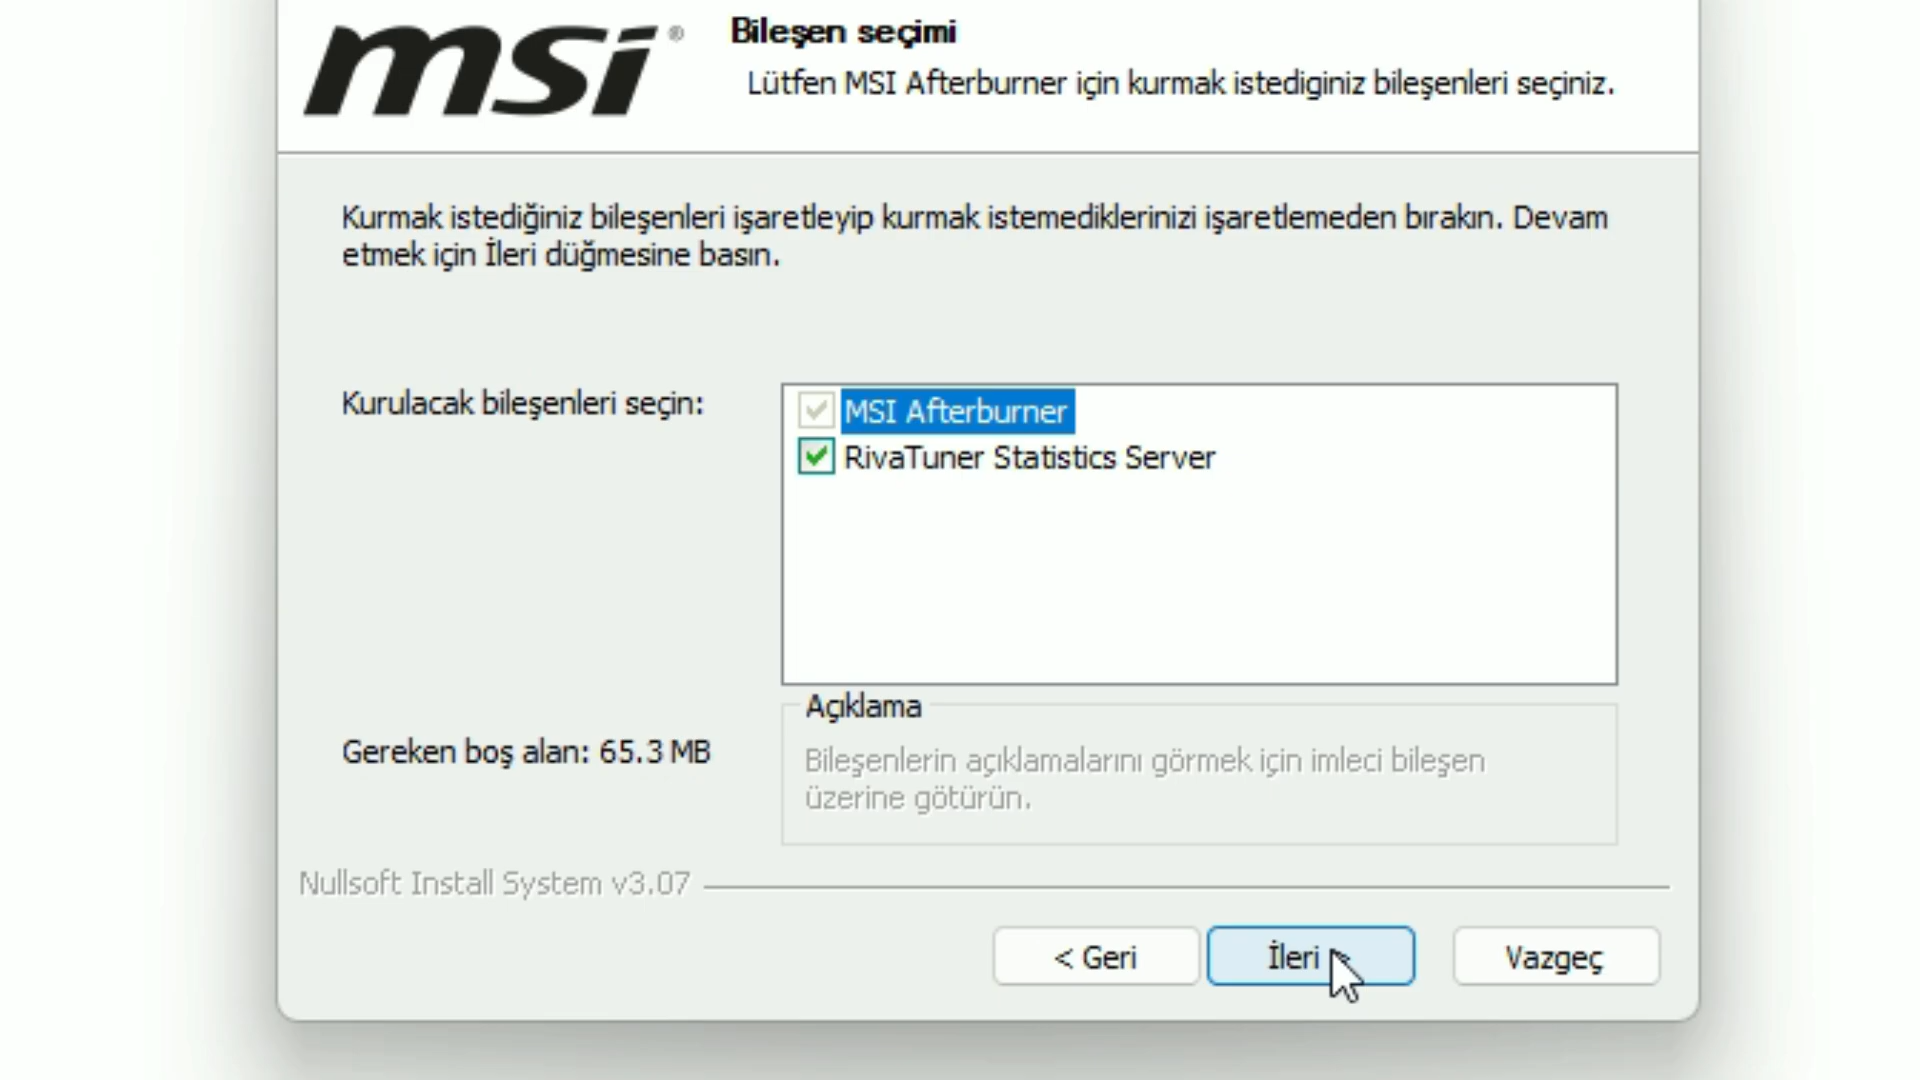 msi®
Bileşen seçimi
Lütfen MSI Afterburner için kurmak istediginiz bileşenleri seçiniz.
Kurmak istediğiniz bileşenleri işaretleyip kurmak istemediklerinizi işaretlemeden bırakın. Devam
etmek için İleri düğmesine basın.
Kurulacak bileşenleri seçin:
MSI Afterburner
RivaTuner Statistics Server
Açıklama
Gereken boş alan: 65.3 MB
Bileşenlerin açıklamalarını görmek için imleci bileşen
üzerine götürün.
Nullsoft Install System v3.07
< Geri
İleri >
Vazgeç